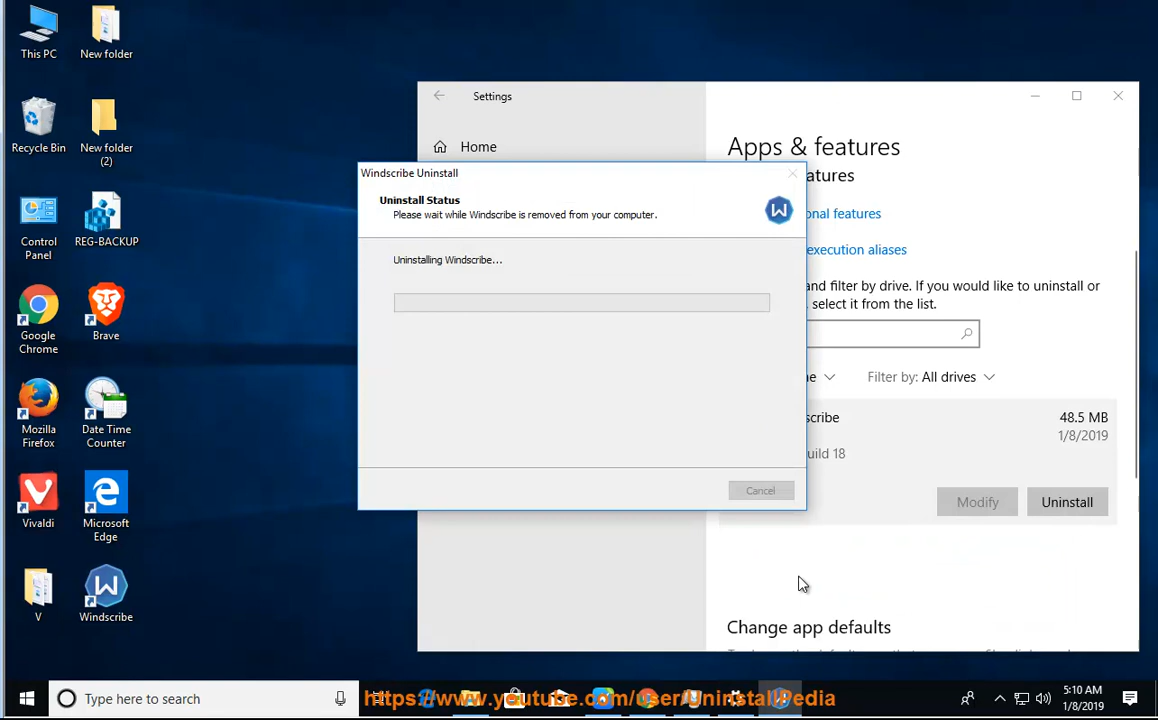 This PC
New folder
Recycle Bin
New folder
(2)
Control
Panel
REG-BACKUP
Google
Chrome
Brave
Mozilla
Firefox
Date Time
Counter
Vivaldi
Microsoft
Edge
V
Windscribe
Settings
Home
Apps & features
atures
onal features
execution aliases
and filter by drive. If you would like to uninstall or
select it from the list.
Filter by: All drives
scribe
48.5 MB
1/8/2019
uild 18
Modify
Uninstall
Change app defaults
Windscribe Uninstall
Uninstall Status
Please wait while Windscribe is removed from your computer.
Uninstalling Windscribe...
Cancel
Type here to search
https://www.youtube.com/user/UninstallPedia
5:10 AM
1/8/2019